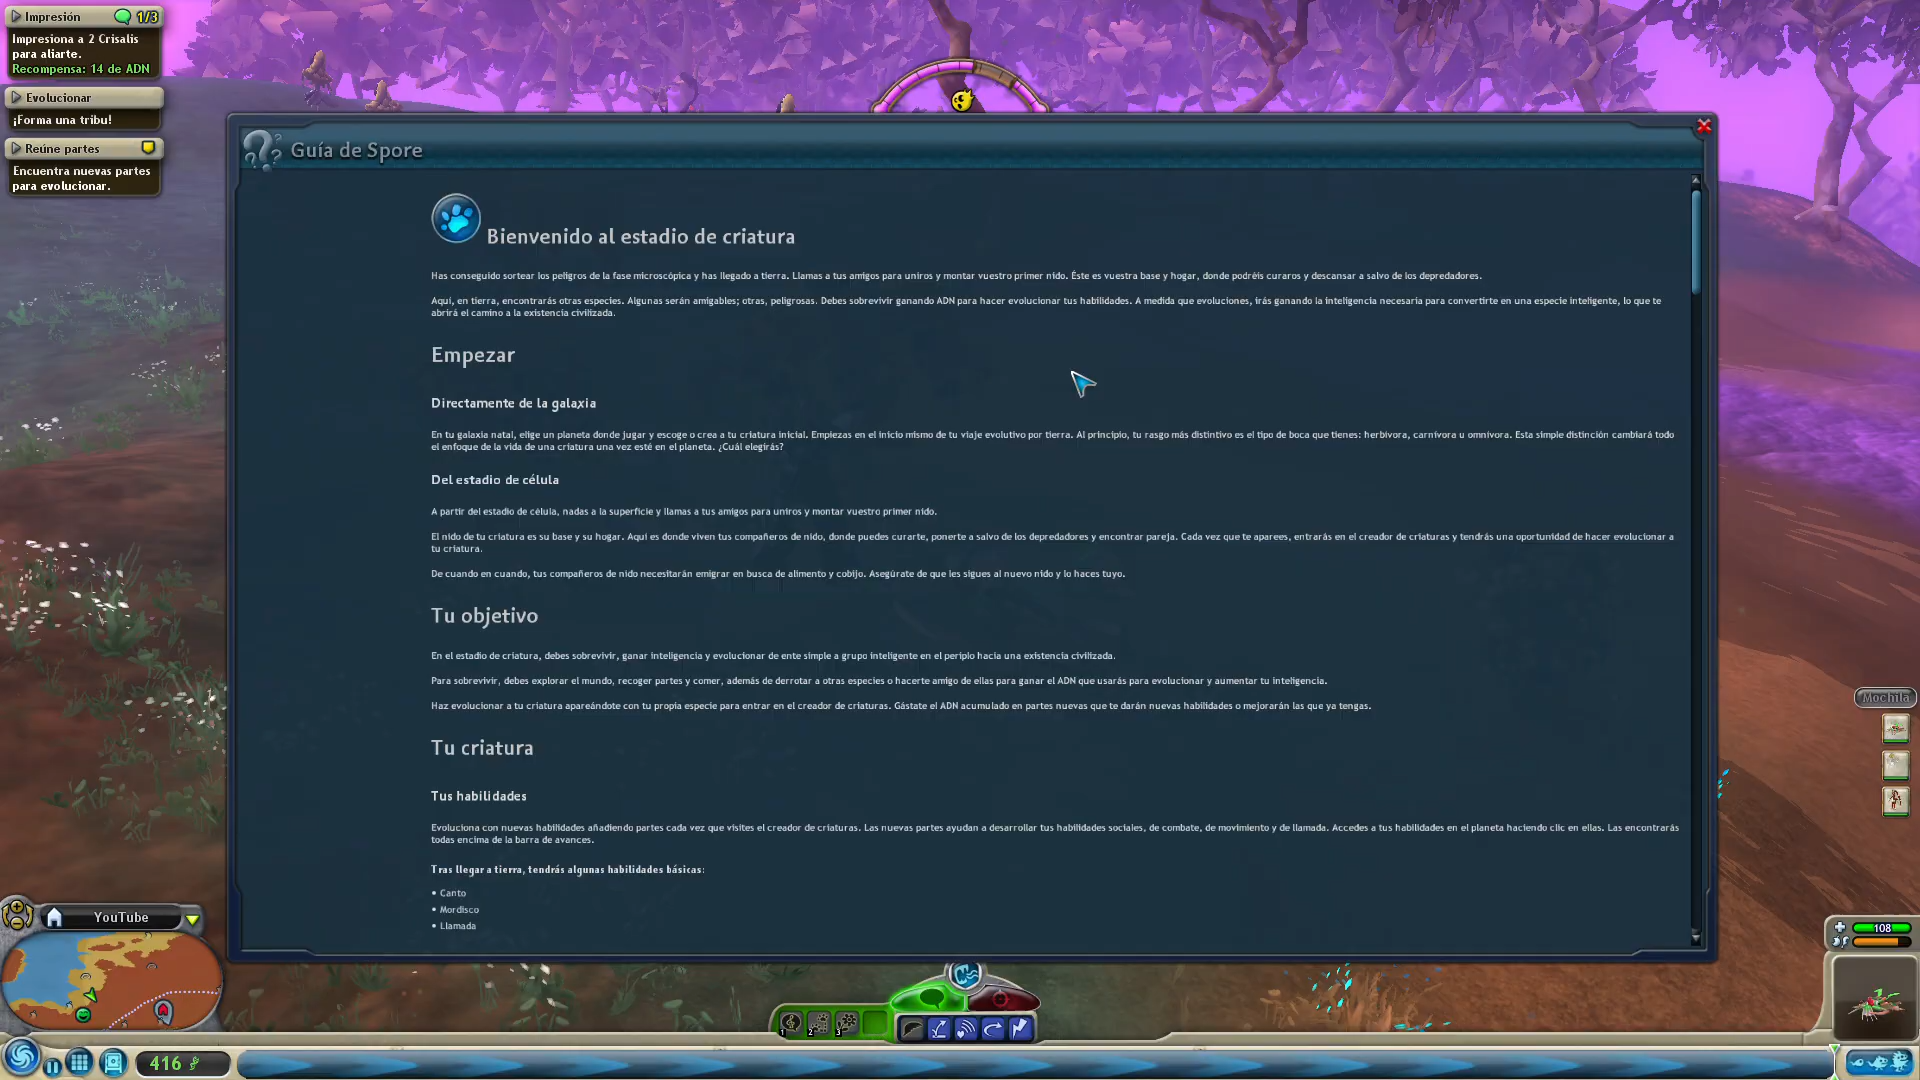 Impresión 1/3
Impresiona a 2 Crisalis
para aliarte.
Recompensa: 14 de ADN
Evolucionar
¡Forma una tribu!
Reúne partes
Encuentra nuevas partes
para evolucionar.
Guía de Spore
Bienvenido al estadio de criatura
Has conseguido sortear los peligros de la fase microscópica y has llegado a tierra. Llamas a tus amigos para uniros y montar vuestro primer nido. Éste es vuestra base y hogar, donde podréis curaros y descansar a salvo de los depredadores.
Aquí, en tierra, encontrarás otras especies. Algunas serán amigables; otras, peligrosas. Debes sobrevivir ganando ADN para hacer evolucionar tus habilidades. A medida que evoluciones, irás ganando la inteligencia necesaria para convertirte en una especie inteligente, lo que te
abrirá el camino a la existencia civilizada.
Empezar
Directamente de la galaxia
En tu galaxia natal, elige un planeta donde jugar y escoge o crea a tu criatura inicial. Empiezas en el inicio mismo de tu viaje evolutivo por tierra. Al principio, tu rasgo más distintivo es el tipo de boca que tienes: herbívora, carnívora u omnívora. Esta simple distinción cambiará todo
el enfoque de la vida de una criatura una vez esté en el planeta. ¿Cuál elegirás?
Del estadio de célula
A partir del estadio de célula, nadas a la superficie y llamas a tus amigos para uniros y montar vuestro primer nido.
El nido de tu criatura es su base y su hogar. Aquí es donde viven tus compañeros de nido, donde puedes curarte, ponerte a salvo de los depredadores y encontrar pareja. Cada vez que te aparees, entrarás en el creador de criaturas y tendrás una oportunidad de hacer evolucionar a
tu criatura.
De cuando en cuando, tus compañeros de nido necesitarán emigrar en busca de alimento y cobijo. Asegúrate de que les sigues al nuevo nido y lo haces tuyo.
Tu objetivo
En el estadio de criatura, debes sobrevivir, ganar inteligencia y evolucionar de ente simple a grupo inteligente en el periplo hacia una existencia civilizada.
Para sobrevivir, debes explorar el mundo, recoger partes y comer, además de derrotar a otras especies o hacerte amigo de ellas para ganar el ADN que usarás para evolucionar y aumentar tu inteligencia.
Haz evolucionar a tu criatura apareándote con tu propia especie para entrar en el creador de criaturas. Gástate el ADN acumulado en partes nuevas que te darán nuevas habilidades o mejorarán las que ya tengas.
Tu criatura
Tus habilidades
Evoluciona con nuevas habilidades añadiendo partes cada vez que visites el creador de criaturas. Las nuevas partes ayudan a desarrollar tus habilidades sociales, de combate, de movimiento y de llamada. Accedes a tus habilidades en el planeta haciendo clic en ellas. Las encontrarás
todas encima de la barra de avances.
Tras llegar a tierra, tendrás algunas habilidades básicas:
• Canto
• Mordisco
• Llamada
Mochila
YouTube
108
1 2 3
416